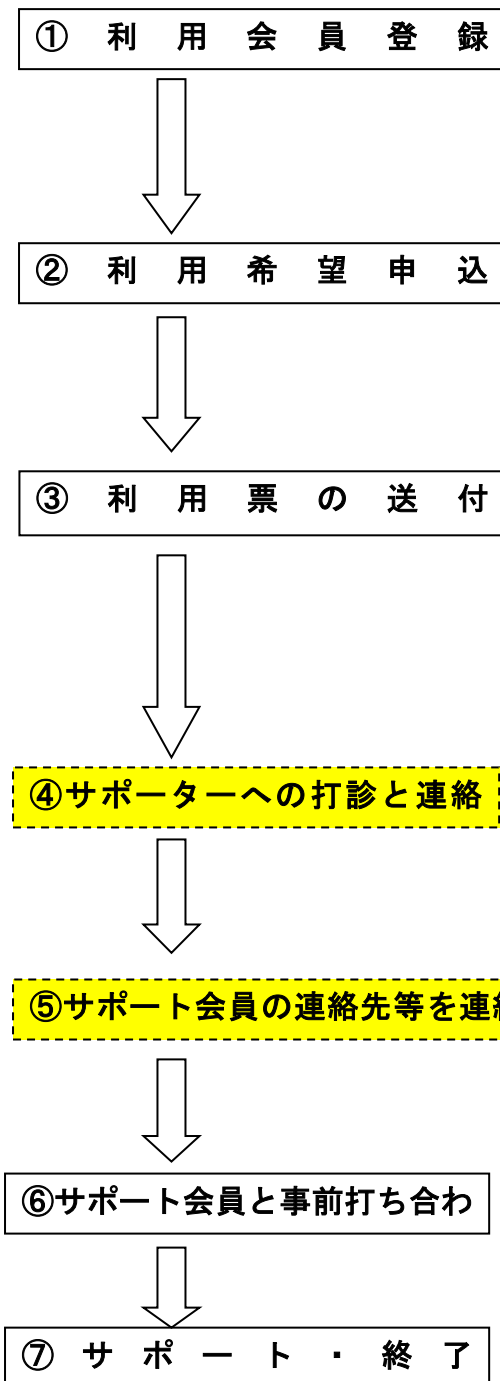 ①利用会員登録
②利用希望申込
③利用票の送付
④サポーターへの打診と連絡
⑤サポート会員の連絡先等を連
⑥サポート会員と事前打ち合わ
⑦サポート・終了